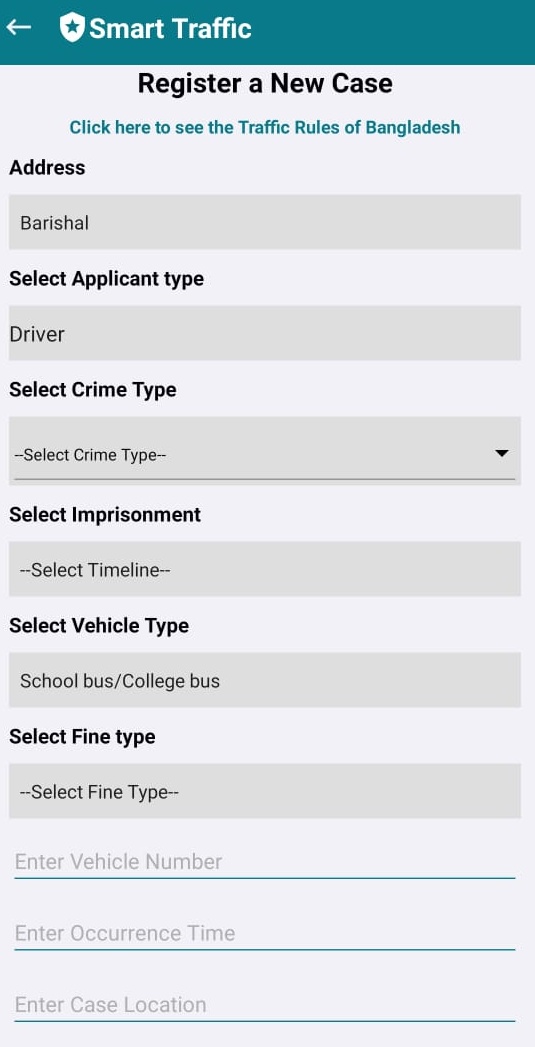 Smart Traffic
Register a New Case
Click here to see the Traffic Rules of Bangladesh
Address
Barishal
Select Applicant type
Driver
Select Crime Type
--Select Crime Type--
Select Imprisonment
--Select Timeline--
Select Vehicle Type
School bus/College bus
Select Fine type
--Select Fine Type--
Enter Vehicle Number
Enter Occurrence Time
Enter Case Location